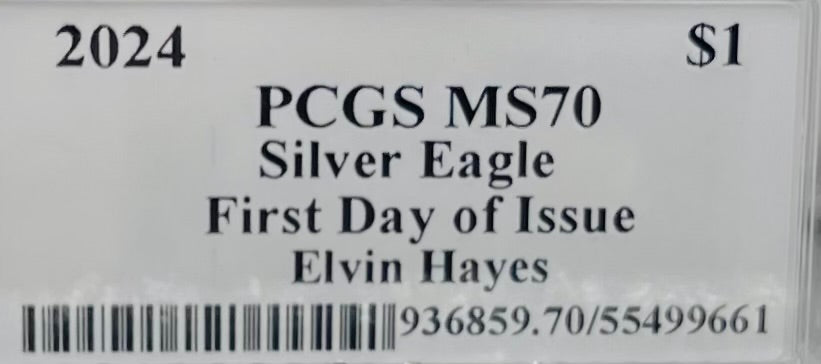 2024 $1
PCGS MS70
Silver Eagle
First Day of Issue
Elvin Hayes
936859.70/55499661